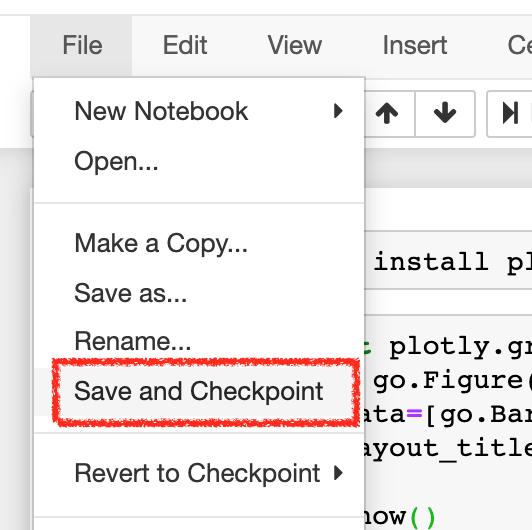 File Edit View Insert Ce
New Notebook
Open...
Make a Copy...
install pl
Save as...
Rename...
t plotly.gr
go.Figure(
Save and Checkpoint
ata=[go.Bar
ayout_title
Revert to Checkpoint
how()